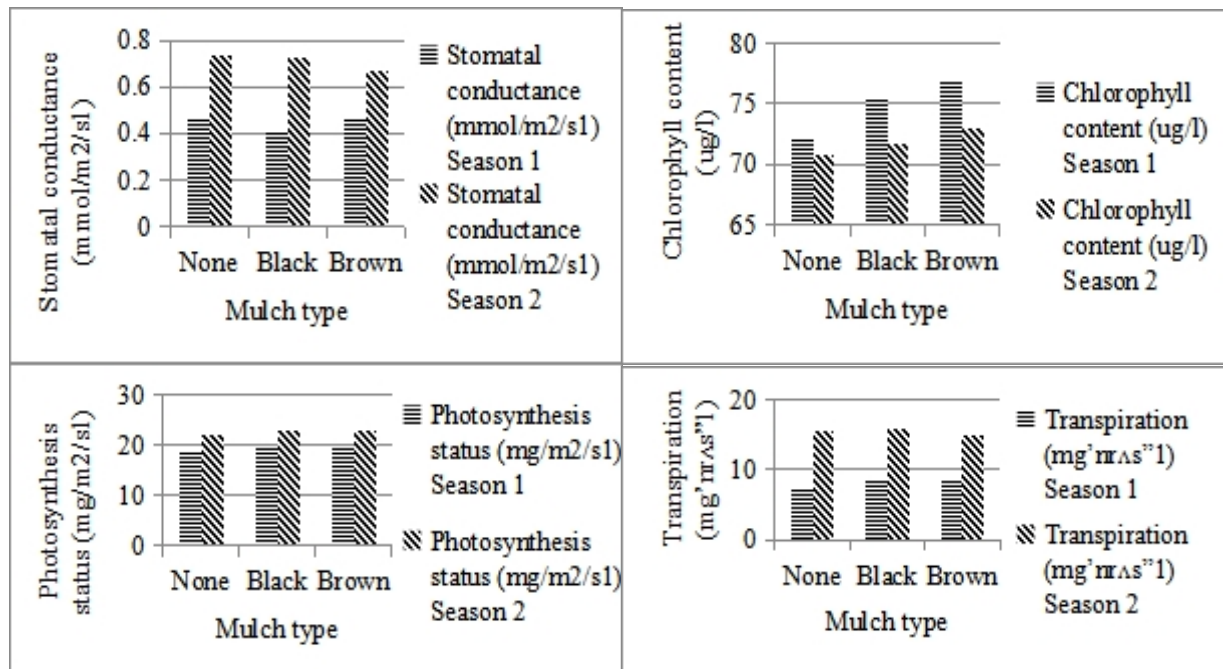 Stom atal conductance
(mmol/m2/s1)
0.8
0.6
0.4
0.2
0
None Black Brown
Mulch type
Stomatal
conductance
(mmol/m2/s1)
Season 1
Stomatal
conductance
(mmol/m2/s1)
Season 2
Chlorophyll content
(ug/l)
80
75
70
65
None Black Brown
Mulch type
Chlorophyll
content (ug/l)
Season 1
Chlorophyll
content (ug/l)
Season 2
Photosynthesis
status (mg/m2/s1)
30
20
10
0
None Black Brown
Mulch type
Photosynthesis
status (mg/m2/s1)
Season 1
Photosynthesis
status (mg/m2/s1)
Season 2
Transpiration
20
10
0
None Black Brown
Mulch type
Transpiration
Season 1
Transpiration
Season 2